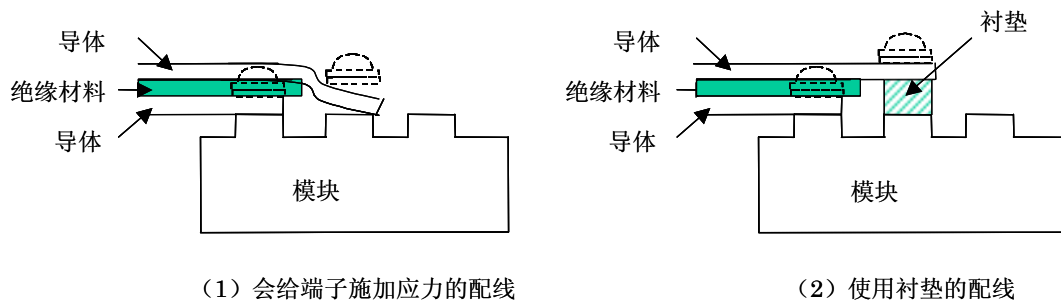 导体
绝缘材料
导体
模块
(1)会给端子施加应力的配线
导体
衬垫
绝缘材料
导体
模块
(2)使用衬垫的配线